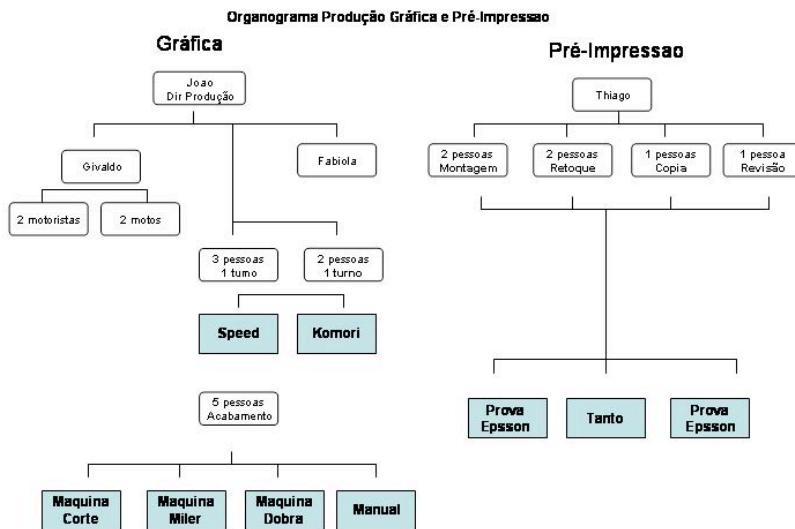 Organograma Produção Gráfica e Pré-Impressao
Gráfica
Joao
Dir Produção
Givaldo
Fabiola
2 motoristas
2 motos
3 pessoas
1 turno
2 pessoas
1 turno
Speed
Komori
5 pessoas
Acabamento
Maquina
Corte
Maquina
Miler
Maquina
Dobra
Manual
Pré-Impressao
Thiago
2 pessoas
Montagem
2 pessoas
Retoque
1 pessoas
Copia
1 pessoa
Revisão
Prova
Epsson
Tanto
Prova
Epsson